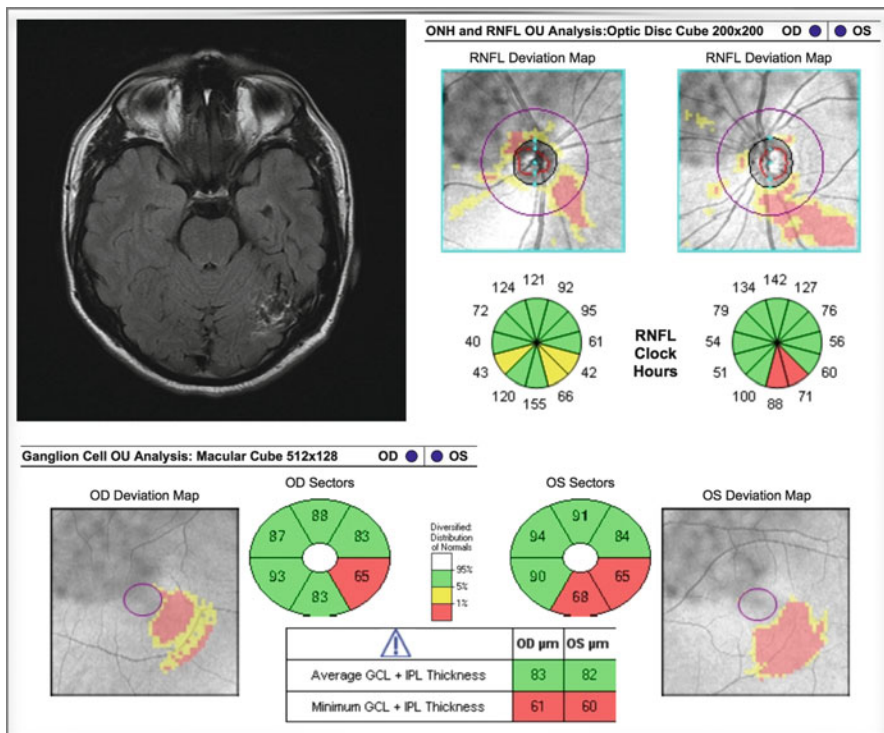 ONH and RNFL OU Analysis:Optic Disc Cube 200x200 OD OS
RNFL Deviation Map RNFL Deviation Map
121
124 92
72 95
40 61
43 42
120 66
155
RNFL
Clock
Hours
142
134 127
79 76
54 56
51 60
100 71
88
Ganglion Cell OU Analysis: Macular Cube 512x128 OD OS
OD Deviation Map
OD Sectors
88
87 83
93 65
83
Diversified:
Distribution
of Normals
95%
5%
1%
OS Sectors
91
94 84
90 65
68
OS Deviation Map
OD µm OS µm
Average GCL + IPL Thickness 83 82
Minimum GCL + IPL Thickness 61 60